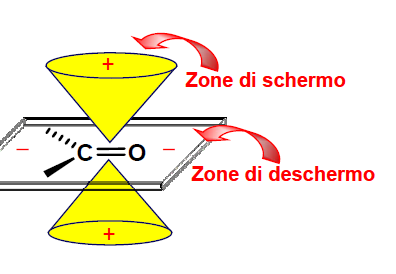 +
Zone di schermo
− C=O −
Zone di deschermo
+